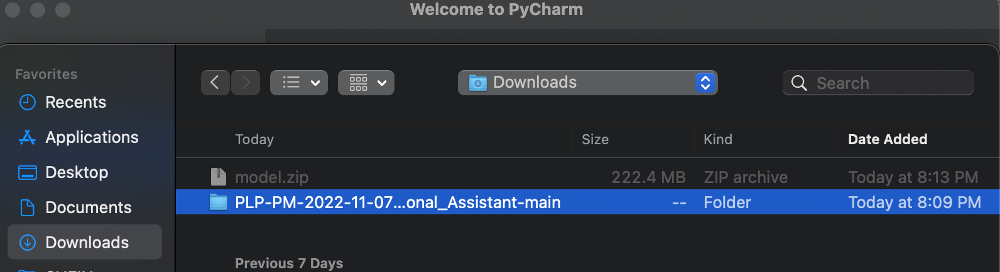 Welcome to PyCharm
Favorites
Recents
Applications
Desktop
Documents
Downloads
Downloads
Search
Today Size Kind Date Added
model.zip 222.4 MB ZIP archive Today at 8:13 PM
PLP-PM-2022-11-07...onal_Assistant-main -- Folder Today at 8:09 PM
Previous 7 Days